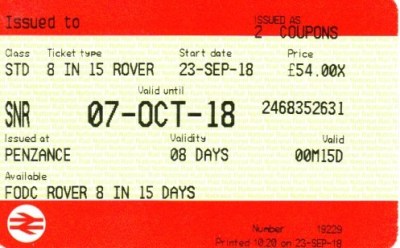 Issued to ISSUED AS
2 COUPONS
Class Ticket type Start date Price
STD 8 IN 15 ROVER 23-SEP-18 £54.00X
Valid until
SNR 07-OCT-18 2468352631
Issued at Validity Valid
PENZANCE 08 DAYS 00M15D
Available
FODC ROVER 8 IN 15 DAYS
Number 19229
Printed 10:20 on 23-SEP-18